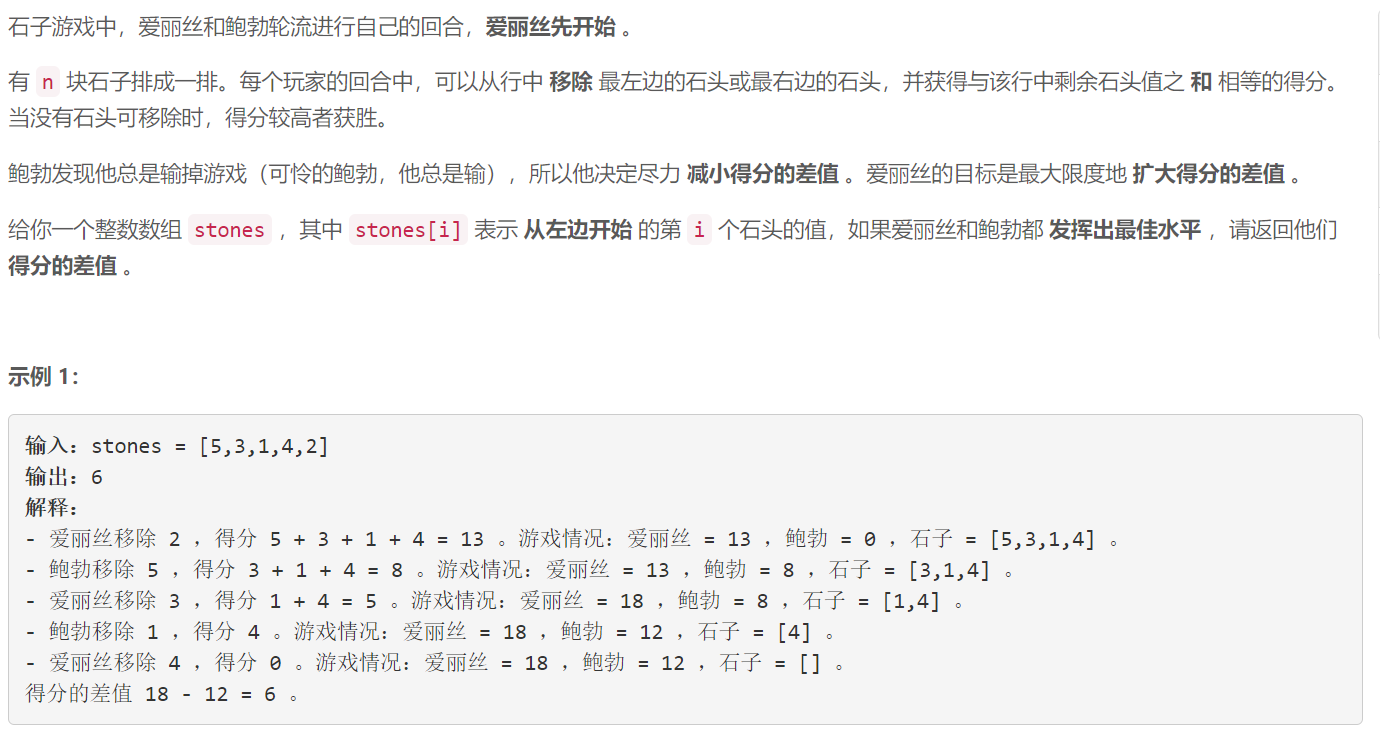 石子游戏中，爱丽丝和鲍勃轮流进行自己的回合，爱丽丝先开始 。
有 n 块石子排成一排。每个玩家的回合中，可以从行中 移除 最左边的石头或最右边的石头，并获得与该行中剩余石头值之 和 相等的得分。
当没有石头可移除时，得分较高者获胜。
鲍勃发现他总是输掉游戏（可怜的鲍勃，他总是输），所以他决定尽力 减小得分的差值 。爱丽丝的目标是最大限度地 扩大得分的差值 。
给你一个整数数组 stones ，其中 stones[i] 表示 从左边开始 的第 i 个石头的值，如果爱丽丝和鲍勃都 发挥出最佳水平 ，请返回他们
得分的差值 。
示例 1：
输入：stones = [5,3,1,4,2]
输出：6
解释：
- 爱丽丝移除 2 ，得分 5 + 3 + 1 + 4 = 13 。游戏情况：爱丽丝 = 13 ，鲍勃 = 0 ，石子 = [5,3,1,4] 。
- 鲍勃移除 5 ，得分 3 + 1 + 4 = 8 。游戏情况：爱丽丝 = 13 ，鲍勃 = 8 ，石子 = [3,1,4] 。
- 爱丽丝移除 3 ，得分 1 + 4 = 5 。游戏情况：爱丽丝 = 18 ，鲍勃 = 8 ，石子 = [1,4] 。
- 鲍勃移除 1 ，得分 4 。游戏情况：爱丽丝 = 18 ，鲍勃 = 12 ，石子 = [4] 。
- 爱丽丝移除 4 ，得分 0 。游戏情况：爱丽丝 = 18 ，鲍勃 = 12 ，石子 = [] 。
得分的差值 18 - 12 = 6 。